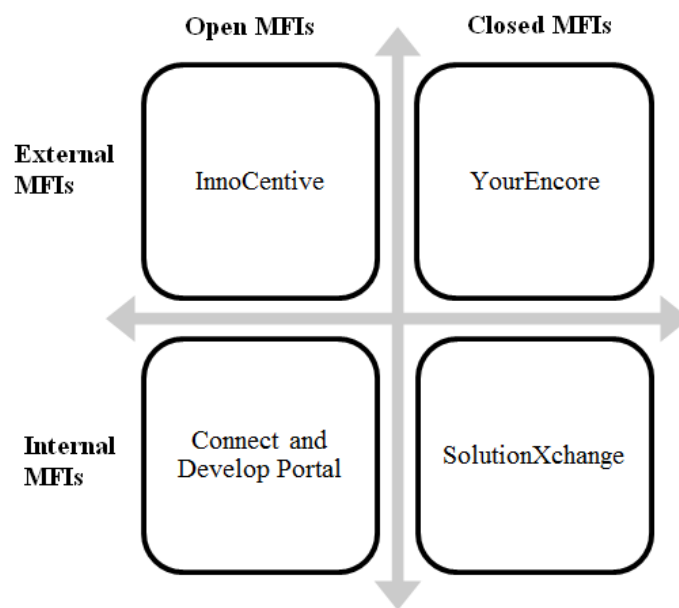 Open MFIs
Closed MFIs
External
MFIs
InnoCentive
YourEncore
Internal
MFIs
Connect and
Develop Portal
SolutionXchange